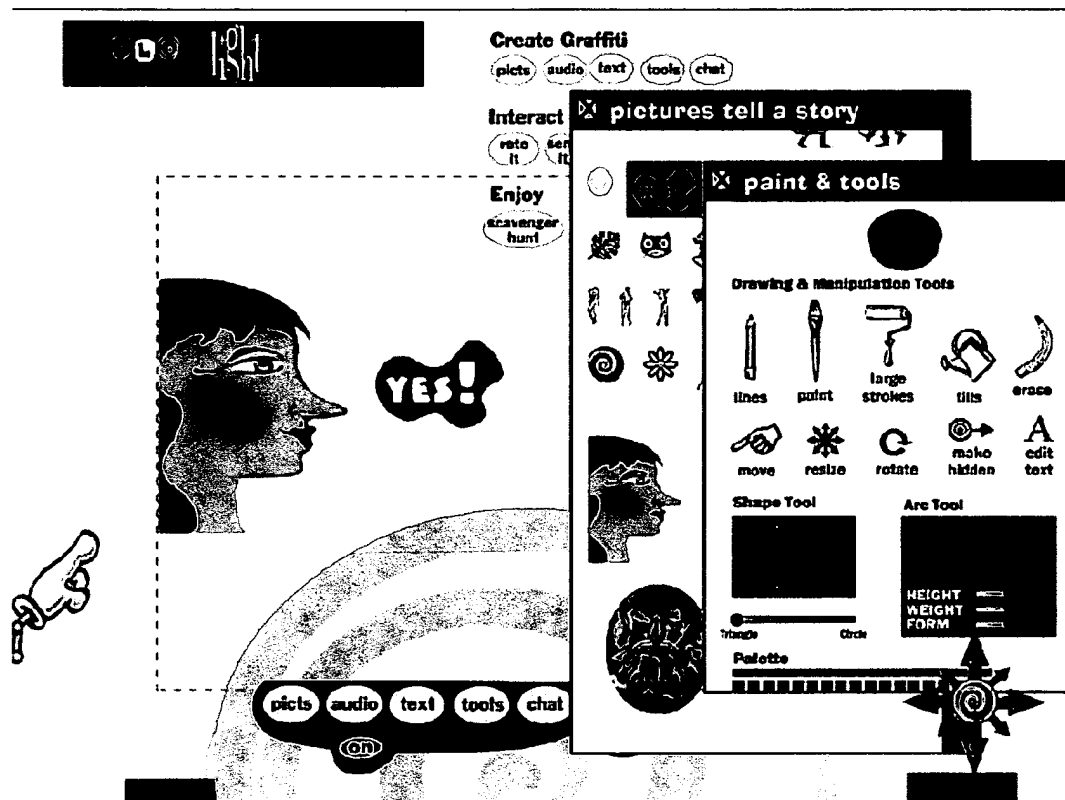 L light
Create Graffiti
picts audio text tools chat
Interact
rate it
Enjoy
scavenger hunt
pictures tell a story
paint & tools
Drawing & Manipulation Tools
lines paint large strokes fills erase
move resize rotate make hidden edit text
Shape Tool Arc Tool
HEIGHT
WEIGHT
FORM
Triangle Circle
Palette
YES!
picts audio text tools chat
on